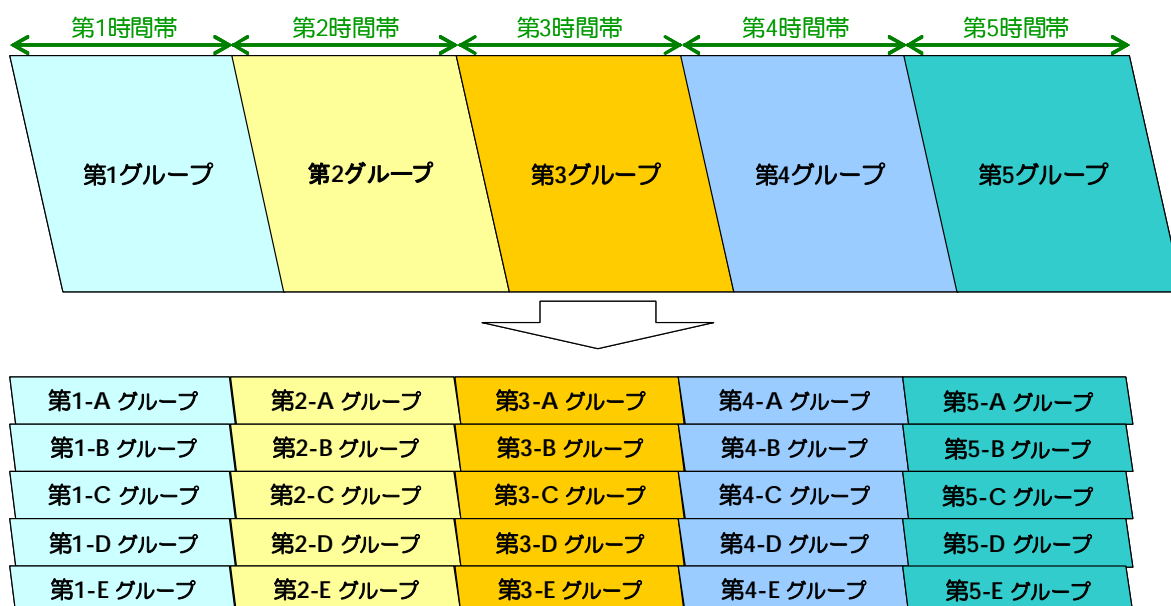 第1時間帯 第2時間帯 第3時間帯 第4時間帯 第5時間帯
第1グループ 第2グループ 第3グループ 第4グループ 第5グループ
第1-A グループ 第2-A グループ 第3-A グループ 第4-A グループ 第5-A グループ
第1-B グループ 第2-B グループ 第3-B グループ 第4-B グループ 第5-B グループ
第1-C グループ 第2-C グループ 第3-C グループ 第4-C グループ 第5-C グループ
第1-D グループ 第2-D グループ 第3-D グループ 第4-D グループ 第5-D グループ
第1-E グループ 第2-E グループ 第3-E グループ 第4-E グループ 第5-E グループ